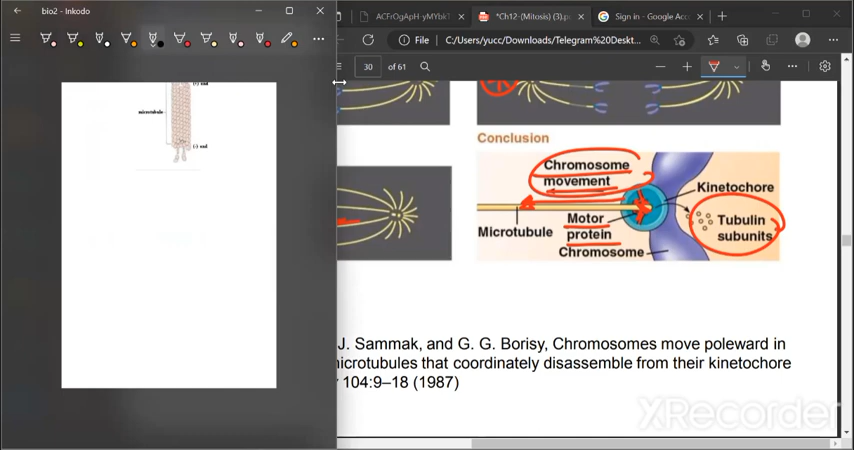 bio2 - Inkodo
ACFrOgApH-yMYbkT
*Ch12-(Mitosis) (3).p
Sign in - Google Acc
File
C:/Users/yucc/Downloads/Telegram%20Deskt...
30 of 61
microtubule
(-) end
Conclusion
Chromosome
movement
Kinetochore
Tubulin
subunits
Motor
protein
Microtubule
Chromosome
J. Sammak, and G. G. Borisy, Chromosomes move poleward in
icrotubules that coordinately disassemble from their kinetochore
104:9–18 (1987)
XRecorder